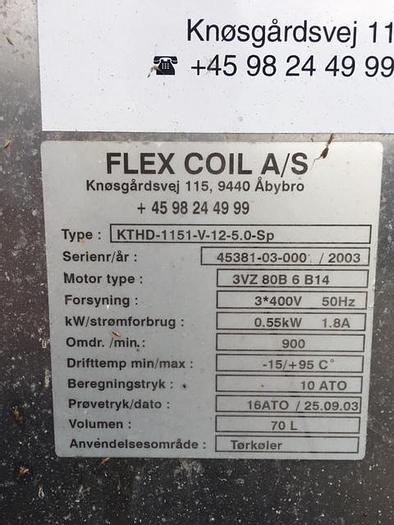 Knøsgårdsvej 11
☎ +45 98 24 49 99
FLEX COIL A/S
Knøsgårdsvej 115, 9440 Åbybro
+ 45 98 24 49 99
Type : KTHD-1151-V-12-5.0-Sp
Serienr/år : 45381-03-000 / 2003
Motor type : 3VZ 80B 6 B14
Forsyning : 3*400V 50Hz
kW/strømforbrug : 0.55kW 1.8A
Omdr. /min.: 900
Drifttemp min/max : -15/+95 C°
Beregningstryk : 10 ATO
Prøvetryk/dato : 16ATO / 25.09.03
Volumen : 70 L
Anvendelsesområde : Tørkøler